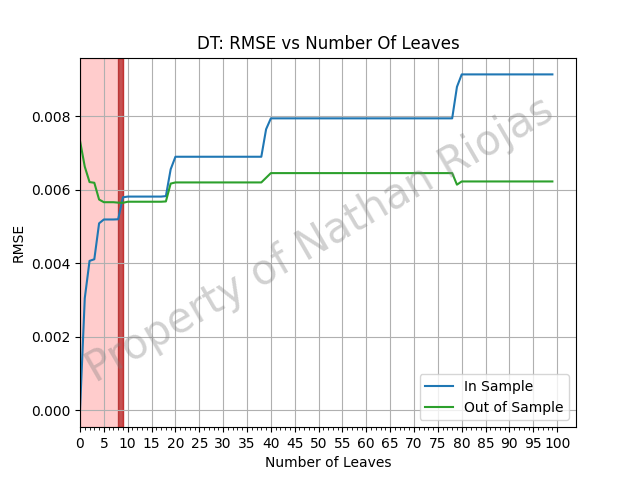 DT: RMSE vs Number Of Leaves
0.008
0.006
0.004
0.002
0.000
RMSE
Property of Nathan Riojas
In Sample
Out of Sample
0 5 10 15 20 25 30 35 40 45 50 55 60 65 70 75 80 85 90 95 100
Number of Leaves